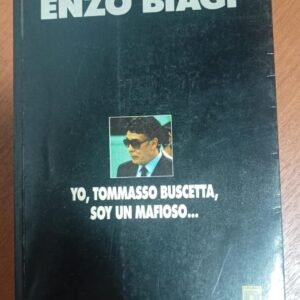 ENZO BIAGI
YO, TOMMASSO BUSCETTA,
SOY UN MAFIOSO...